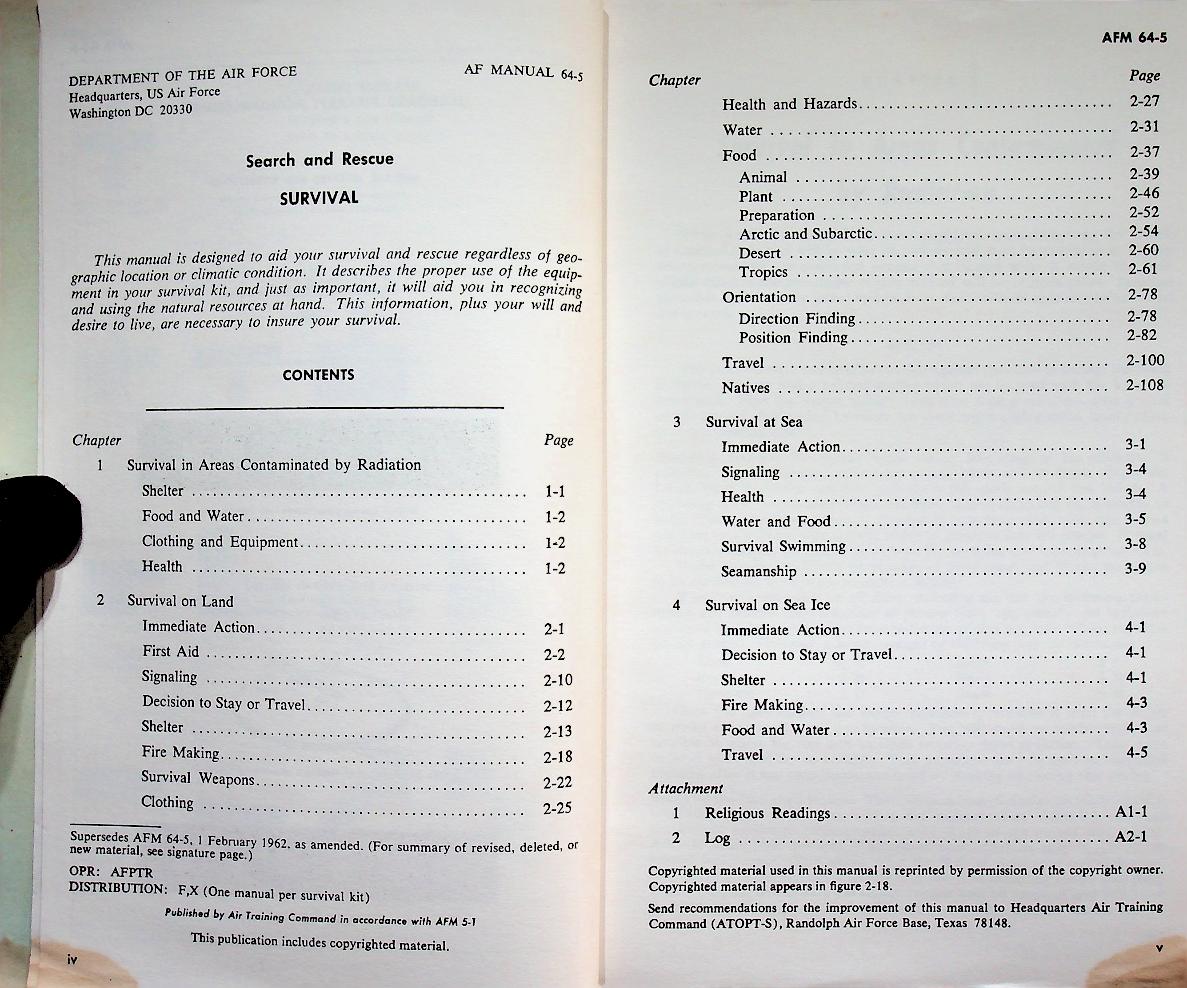 DEPARTMENT OF THE AIR FORCE
Headquarters, US Air Force
Washington DC 20330
AF MANUAL 64-5
Search and Rescue
SURVIVAL
This manual is designed to aid your survival and rescue regardless of geo-
graphic location or climatic condition. It describes the proper use of the equip-
ment in your survival kit, and just as important, it will aid you in recognizing
and using the natural resources at hand. This information, plus your will and
desire to live, are necessary to insure your survival.
CONTENTS
Chapter Page
1 Survival in Areas Contaminated by Radiation
Shelter 1-1
Food and Water 1-2
Clothing and Equipment 1-2
Health 1-2
2 Survival on Land
Immediate Action 2-1
First Aid 2-2
Signaling 2-10
Decision to Stay or Travel 2-12
Shelter 2-13
Fire Making 2-18
Survival Weapons 2-22
Clothing 2-25
Supersedes AFM 64-5, 1 February 1962, as amended. (For summary of revised, deleted, or
new material, see signature page.)
OPR: AFPTR
DISTRIBUTION: F,X (One manual per survival kit)
Published by Air Training Command in accordance with AFM 5-1
This publication includes copyrighted material.
iv
AFM 64-5
Chapter Page
Health and Hazards 2-27
Water 2-31
Food 2-37
Animal 2-39
Plant 2-46
Preparation 2-52
Arctic and Subarctic 2-54
Desert 2-60
Tropics 2-61
Orientation 2-78
Direction Finding 2-78
Position Finding 2-82
Travel 2-100
Natives 2-108
3 Survival at Sea
Immediate Action 3-1
Signaling 3-4
Health 3-4
Water and Food 3-5
Survival Swimming 3-8
Seamanship 3-9
4 Survival on Sea Ice
Immediate Action 4-1
Decision to Stay or Travel 4-1
Shelter 4-1
Fire Making 4-3
Food and Water 4-3
Travel 4-5
Attachment
1 Religious Readings A1-1
2 Log A2-1
Copyrighted material used in this manual is reprinted by permission of the copyright owner.
Copyrighted material appears in figure 2-18.
Send recommendations for the improvement of this manual to Headquarters Air Training
Command (ATOPT-S), Randolph Air Force Base, Texas 78148.
v